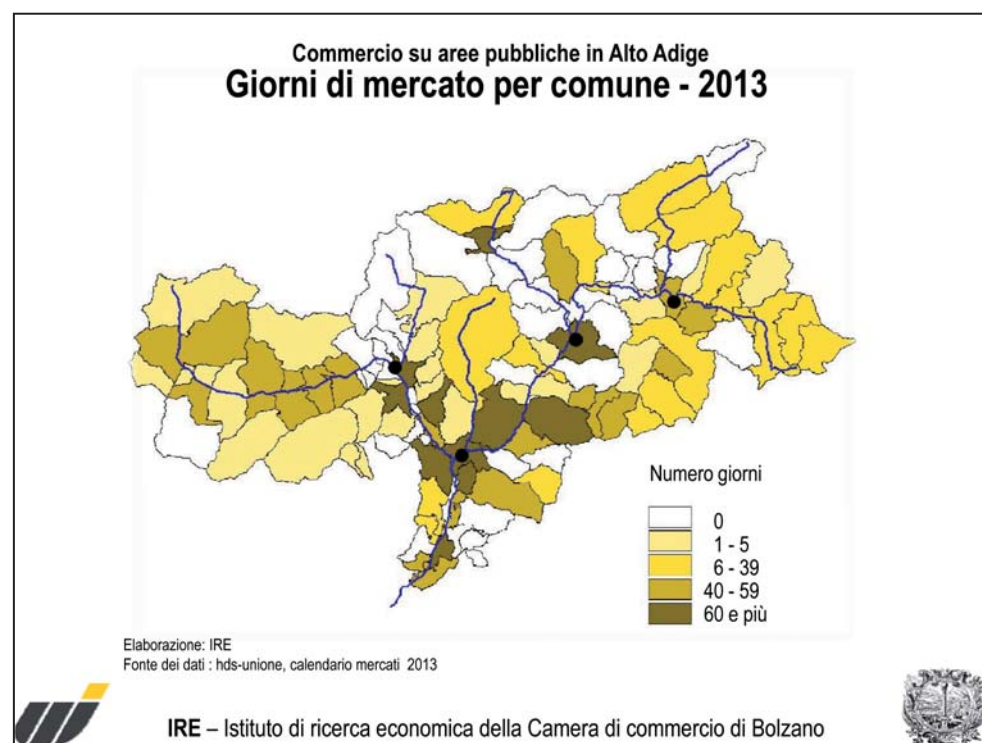 Commercio su aree pubbliche in Alto Adige
Giorni di mercato per comune - 2013
Numero giorni
0
1 - 5
6 - 39
40 - 59
60 e più
Elaborazione: IRE
Fonte dei dati : hds-unione, calendario mercati 2013
IRE – Istituto di ricerca economica della Camera di commercio di Bolzano